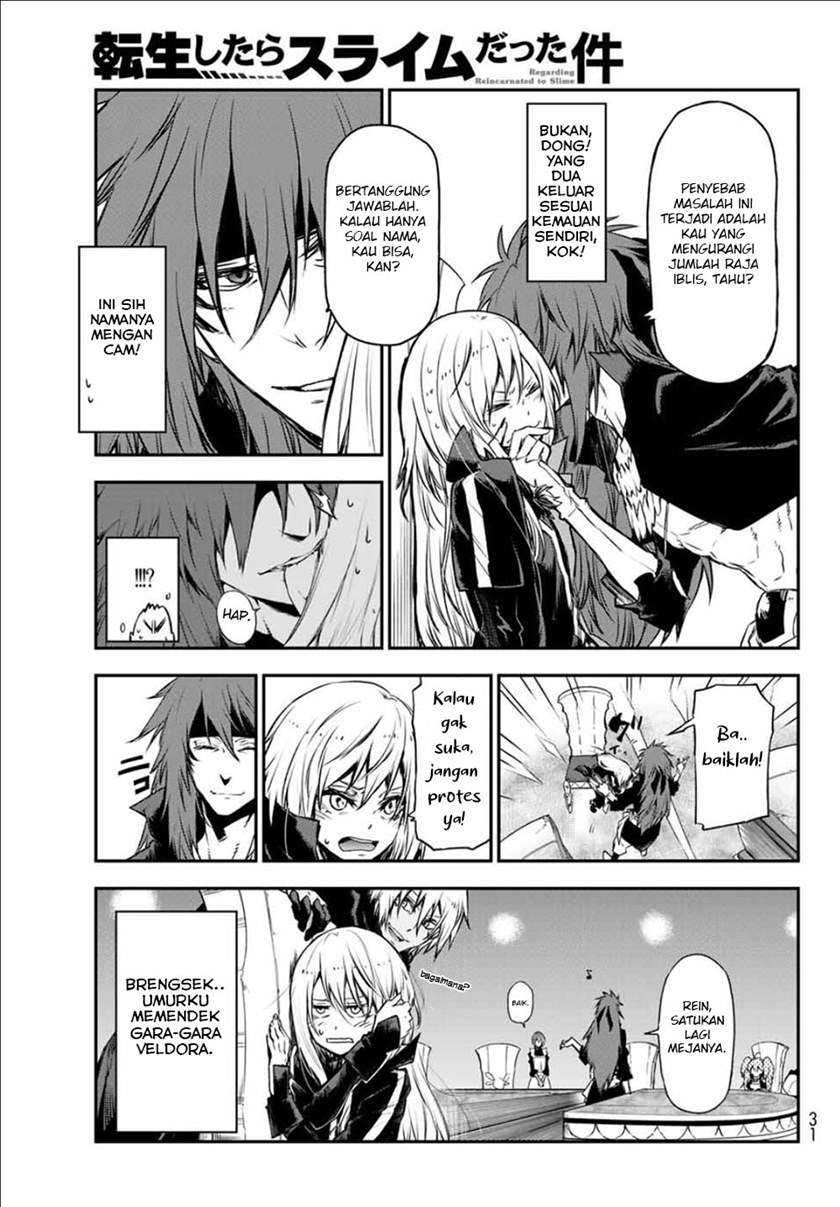 転生したらスライムだった件
Regarding
Reincarnated to Slime
PENYEBAB
MASALAH INI
TERJADI ADALAH
KAU YANG
MENGURANGI
JUMLAH RAJA
IBLIS, TAHU?
BUKAN,
DONG!
YANG
DUA
KELUAR
SESUAI
KEMAUAN
SENDIRI,
KOK!
BERTANGGUNG
JAWABLAH.
KALAU HANYA
SOAL NAMA,
KAU BISA,
KAN?
INI SIH
NAMANYA
MENGAN
CAM!
HAP.
!!!?
Ba..
baiklah!
Kalau
gak
suka,
jangan
protes
ya!
ニコ
REIN,
SATUKAN
LAGI
MEJANYA.
BAIK.
bagaimana?
BRENGSEK..
UMURKU
MEMENDEK
GARA-GARA
VELDORA.
31